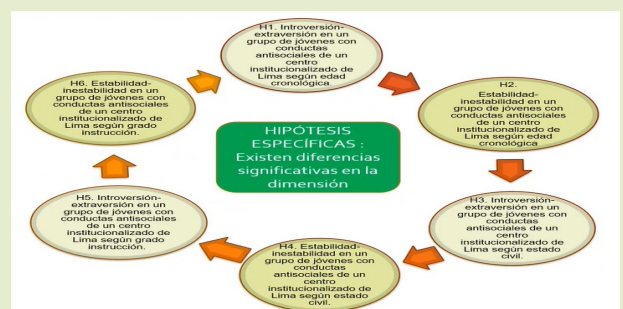 H1. Introversión-
extraversión en un
grupo de jóvenes con
conductas
antisociales de un
centro
institucionalizado de
Lima según edad
cronológica.
H2.
Estabilidad-
inestabilidad en un
grupo de jóvenes con
conductas antisociales
de un centro
institucionalizado de
Lima según edad
cronológica
H3. Introversión-
extraversión en un
grupo de jóvenes con
conductas
antisociales de un
centro
institucionalizado de
Lima según estado
civil.
H4. Estabilidad-
inestabilidad en un
grupo de jóvenes con
conductas
antisociales de un
centro
institucionalizado de
Lima según estado
civil.
H5. Introversión-
extraversión en un
grupo de jóvenes con
conductas antisociales
de un centro
institucionalizado de
Lima según grado
instrucción.
H6. Estabilidad-
inestabilidad en un
grupo de jóvenes con
conductas antisociales
de un centro
institucionalizado de
Lima según grado
instrucción.
HIPÓTESIS
ESPECÍFICAS :
Existen diferencias
significativas en la
dimensión